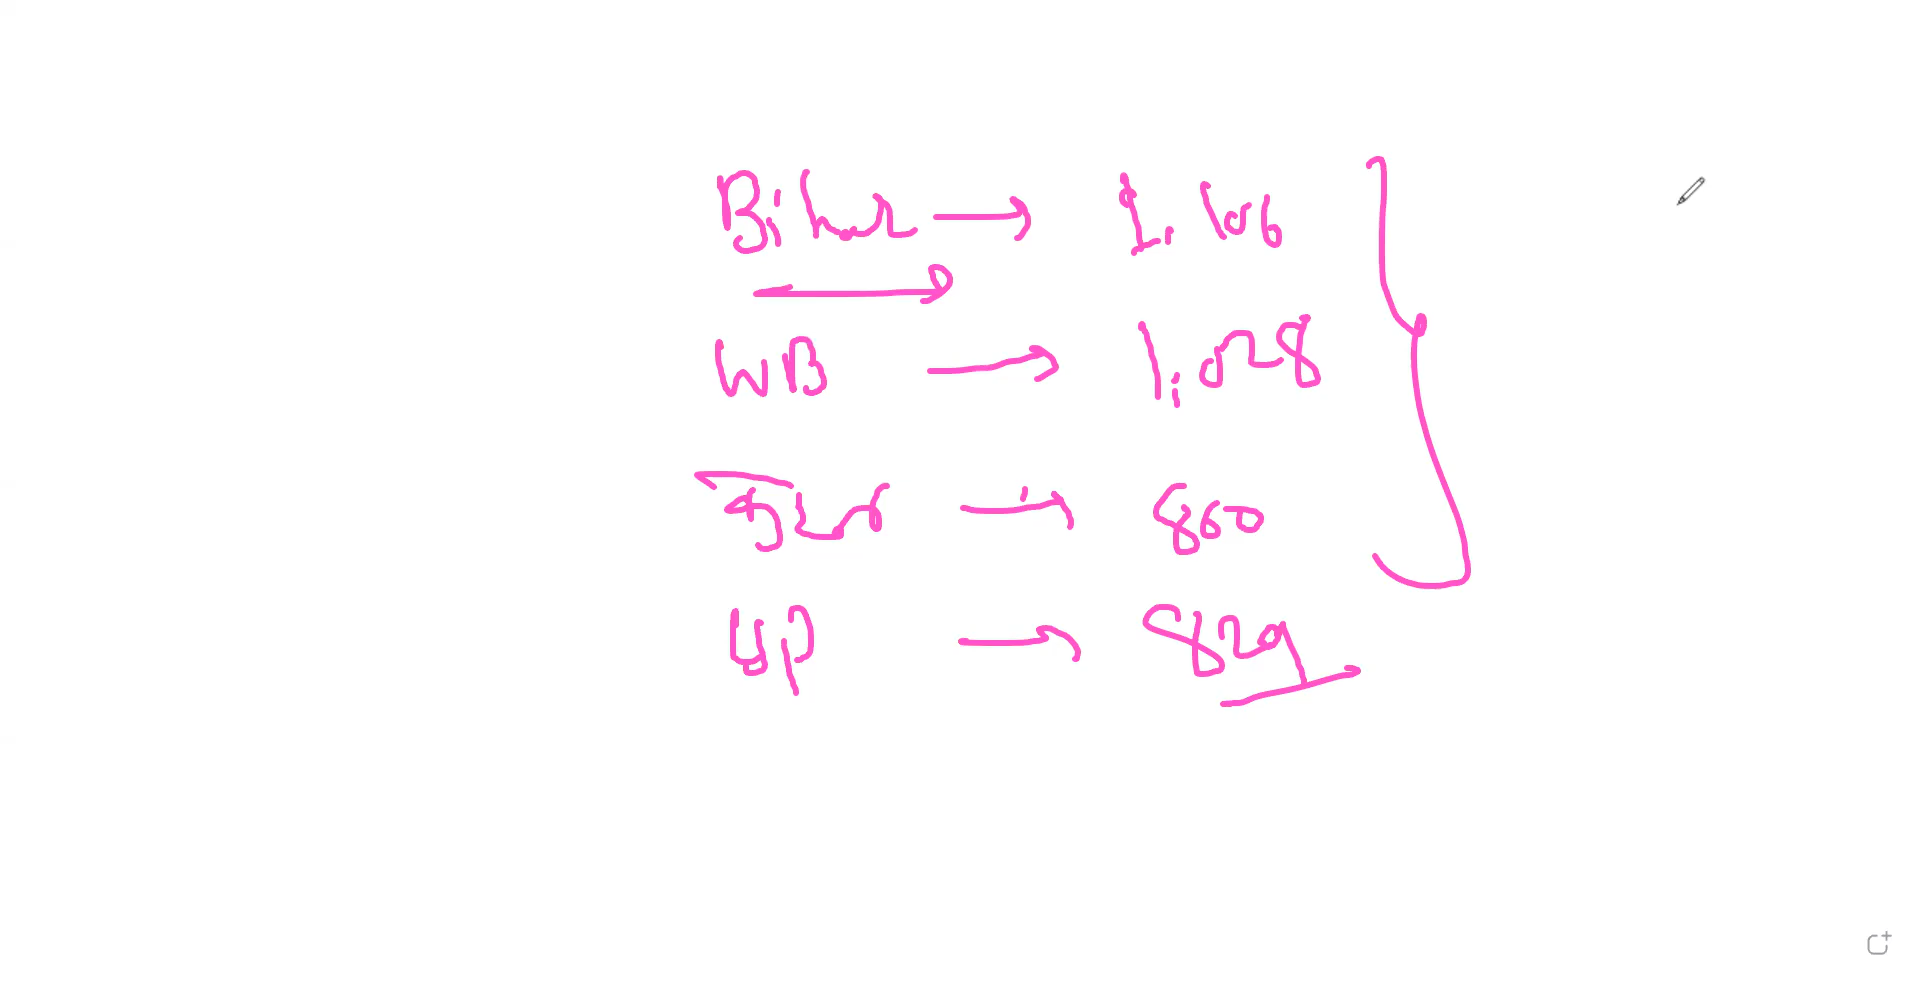 Bihar → 1,106
WB → 1,028
→ 860
UP → 829